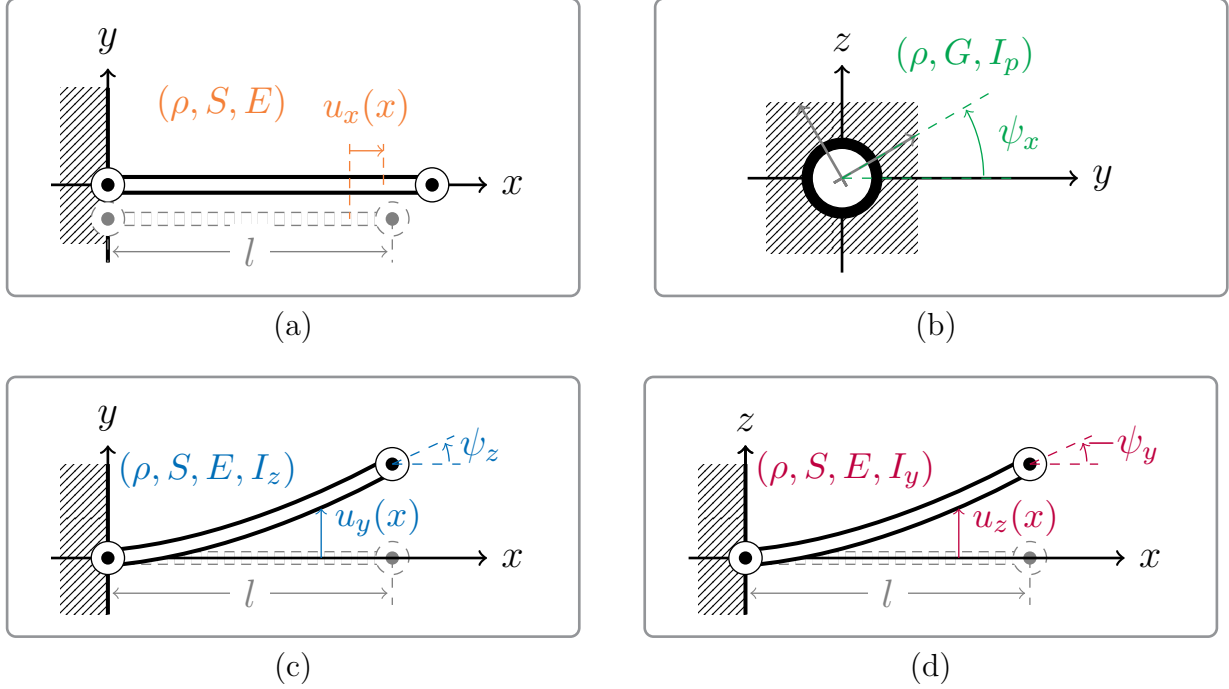 y
(ρ, S, E)
u_x(x)
x
l
(a)
z
(ρ, G, I_p)
ψ_x
y
(b)
y
(ρ, S, E, I_z)
ψ_z
u_y(x)
x
l
(c)
z
(ρ, S, E, I_y)
−ψ_y
u_z(x)
x
l
(d)